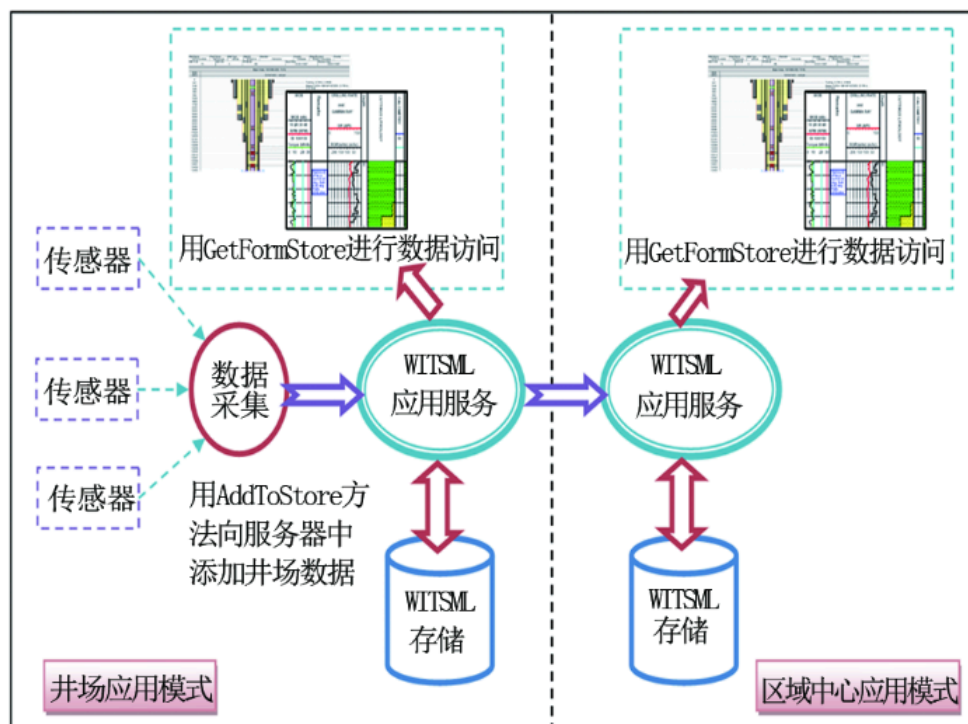 用GetFormStore进行数据访问
用GetFormStore进行数据访问
传感器
传感器
传感器
数据
采集
WITSML
应用服务
WITSML
应用服务
用AddToStore方
法向服务器中
添加井场数据
WITSML
存储
WITSML
存储
井场应用模式
区域中心应用模式